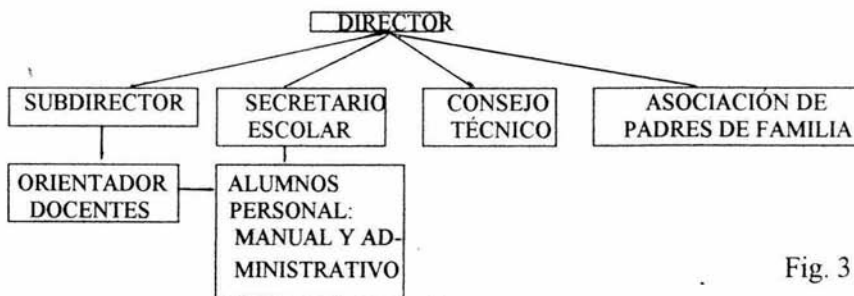 DIRECTOR
SUBDIRECTOR
SECRETARIO
ESCOLAR
CONSEJO
TÉCNICO
ASOCIACIÓN DE
PADRES DE FAMILIA
ORIENTADOR
DOCENTES
ALUMNOS
PERSONAL:
MANUAL Y AD-
MINISTRATIVO
Fig. 3